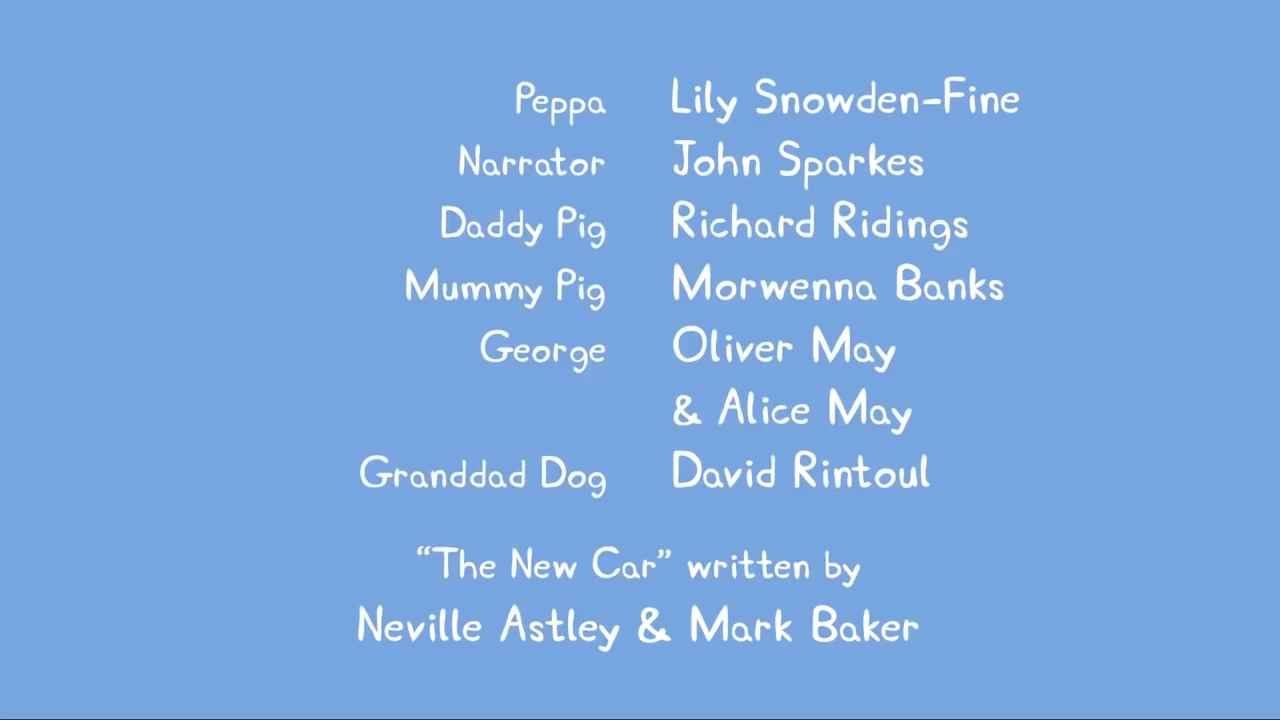 Peppa Lily Snowden-Fine
Narrator John Sparkes
Daddy Pig Richard Ridings
Mummy Pig Morwenna Banks
George Oliver May
& Alice May
Granddad Dog David Rintoul
“The New Car” written by
Neville Astley & Mark Baker